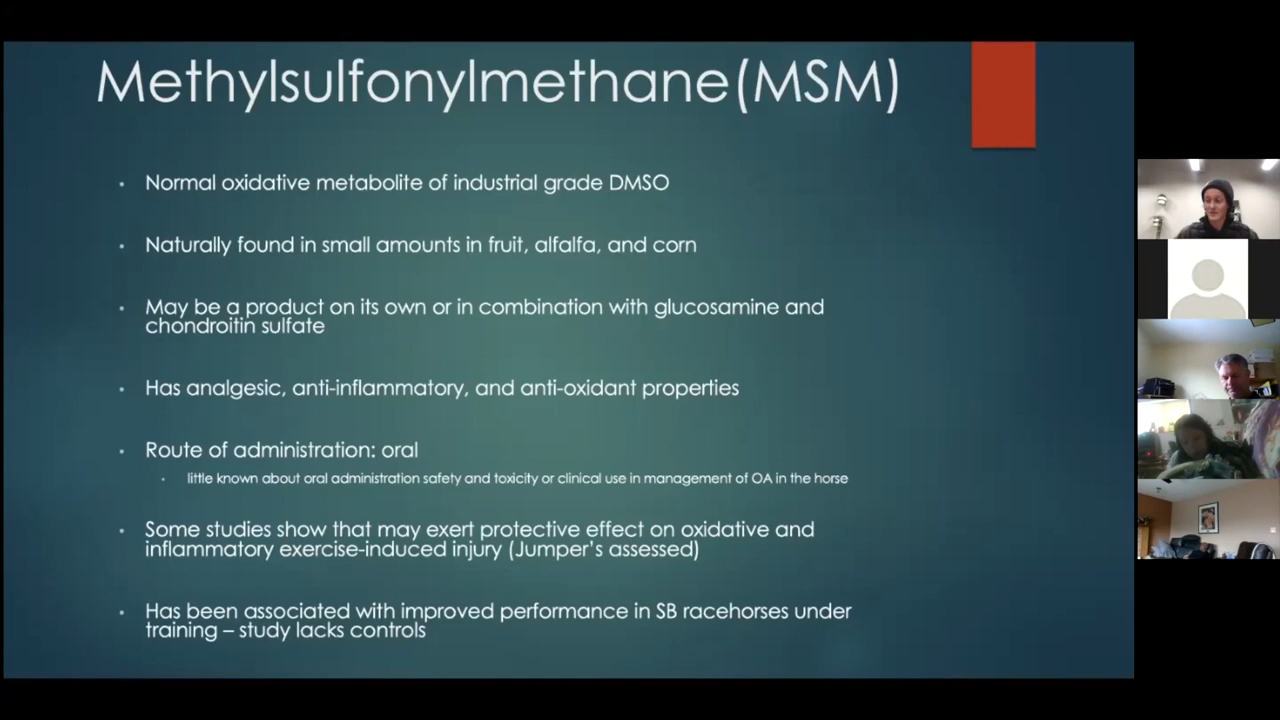 Methylsulfonylmethane(MSM)
Normal oxidative metabolite of industrial grade DMSO
Naturally found in small amounts in fruit, alfalfa, and corn
May be a product on its own or in combination with glucosamine and
chondroitin sulfate
Has analgesic, anti-inflammatory, and anti-oxidant properties
Route of administration: oral
little known about oral administration safety and toxicity or clinical use in management of OA in the horse
Some studies show that may exert protective effect on oxidative and
inflammatory exercise-induced injury (Jumper's assessed)
Has been associated with improved performance in SB racehorses under
training – study lacks controls